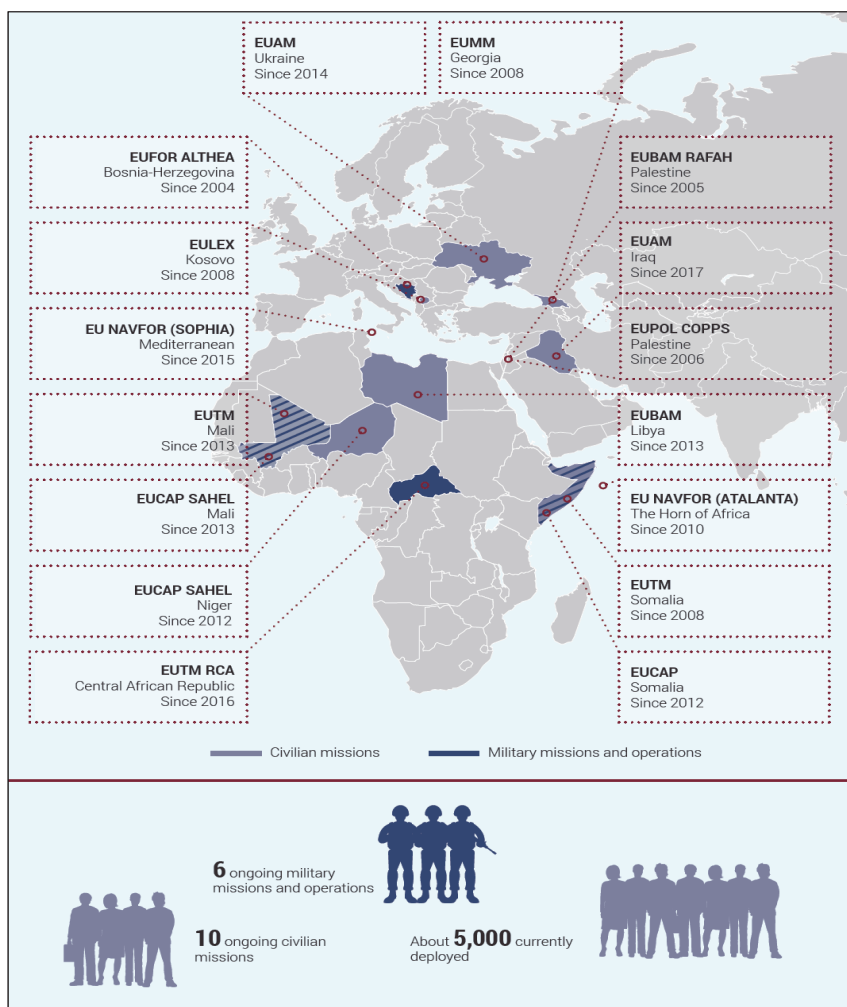 EUAM
Ukraine
Since 2014
EUMM
Georgia
Since 2008
EUFOR ALTHEA
Bosnia-Herzegovina
Since 2004
EULEX
Kosovo
Since 2008
EU NAVFOR (SOPHIA)
Mediterranean
Since 2015
EUTM
Mali
Since 2013
EUCAP SAHEL
Mali
Since 2013
EUCAP SAHEL
Niger
Since 2012
EUTM RCA
Central African Republic
Since 2016
EUBAM RAFAH
Palestine
Since 2005
EUAM
Iraq
Since 2017
EUPOL COPPS
Palestine
Since 2006
EUBAM
Libya
Since 2013
EU NAVFOR (ATALANTA)
The Horn of Africa
Since 2010
EUTM
Somalia
Since 2008
EUCAP
Somalia
Since 2012
Civilian missions
Military missions and operations
6 ongoing military
missions and operations
10 ongoing civilian
missions
About 5,000 currently
deployed